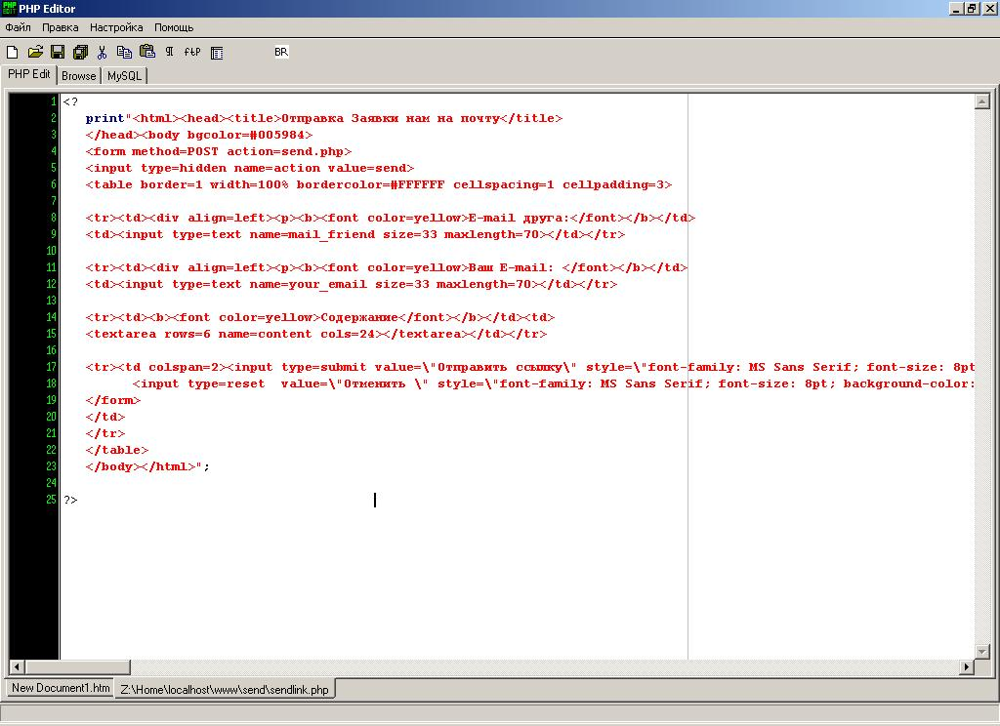 PHP EDIT PHP Editor
Файл Правка Настройка Помощь
¶ FtP BR
PHP Edit Browse MySQL
1 <?
2 print"<html><head><title>Отправка Заявки нам на почту</title>
3 </head><body bgcolor=#005984>
4 <form method=POST action=send.php>
5 <input type=hidden name=action value=send>
6 <table border=1 width=100% bordercolor=#FFFFFF cellspacing=1 cellpadding=3>
7
8 <tr><td><div align=left><p><b><font color=yellow>E-mail друга:</font></b></td>
9 <td><input type=text name=mail_friend size=33 maxlength=70></td></tr>
10
11 <tr><td><div align=left><p><b><font color=yellow>Ваш E-mail: </font></b></td>
12 <td><input type=text name=your_email size=33 maxlength=70></td></tr>
13
14 <tr><td><b><font color=yellow>Содержание</font></b></td><td>
15 <textarea rows=6 name=content cols=24></textarea></td></tr>
16
17 <tr><td colspan=2><input type=submit value=\"Отправить ссылку\" style=\"font-family: MS Sans Serif; font-size: 8pt
18 <input type=reset  value=\"Отменить \" style=\"font-family: MS Sans Serif; font-size: 8pt; background-color:
19 </form>
20 </td>
21 </tr>
22 </table>
23 </body></html>";
24
25 ?>
New Document1.htm Z:\Home\localhost\www\send\sendlink.php